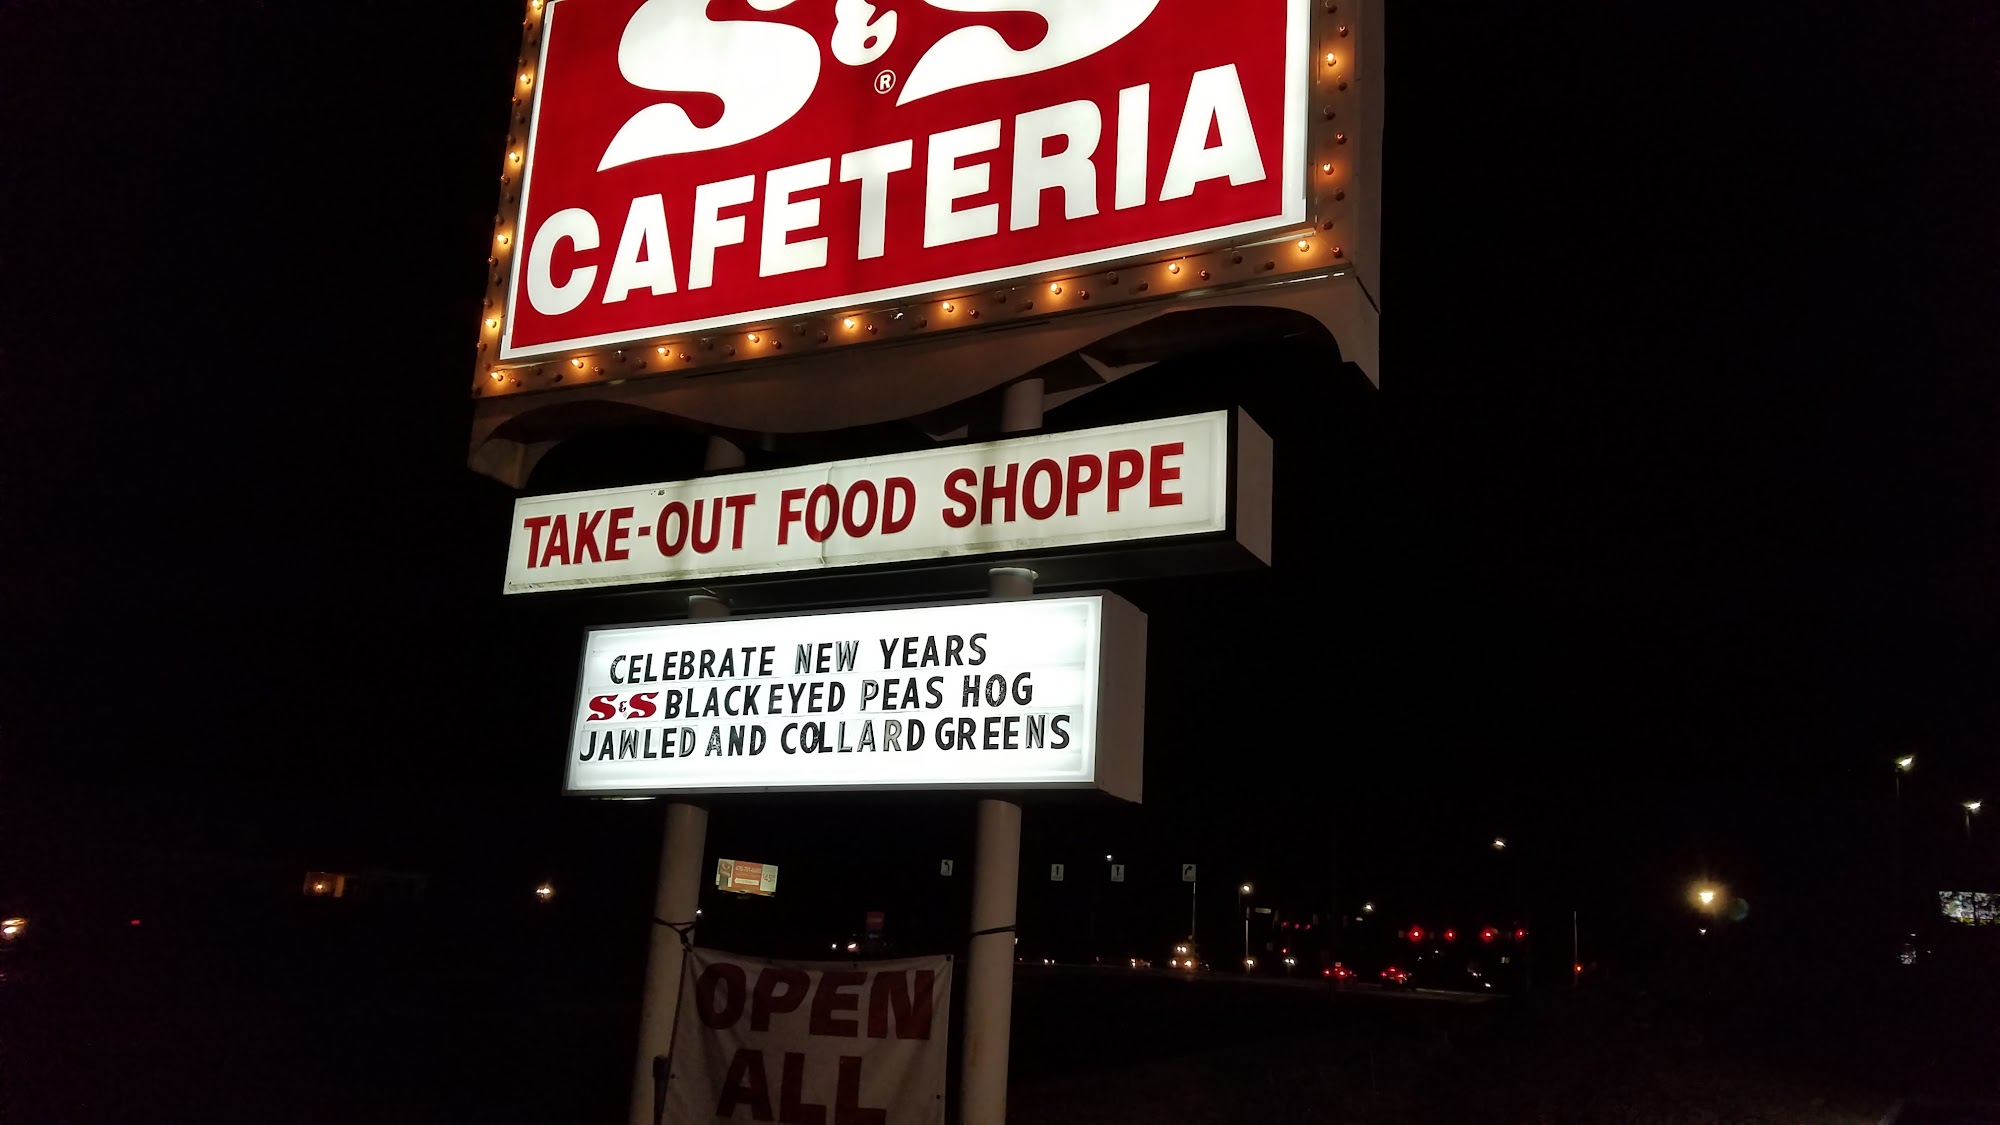 S&S®
CAFETERIA
TAKE-OUT FOOD SHOPPE
CELEBRATE NEW YEARS
S&S BLACKEYED PEAS HOG
JAWLED AND COLLARD GREENS
OPEN
ALL